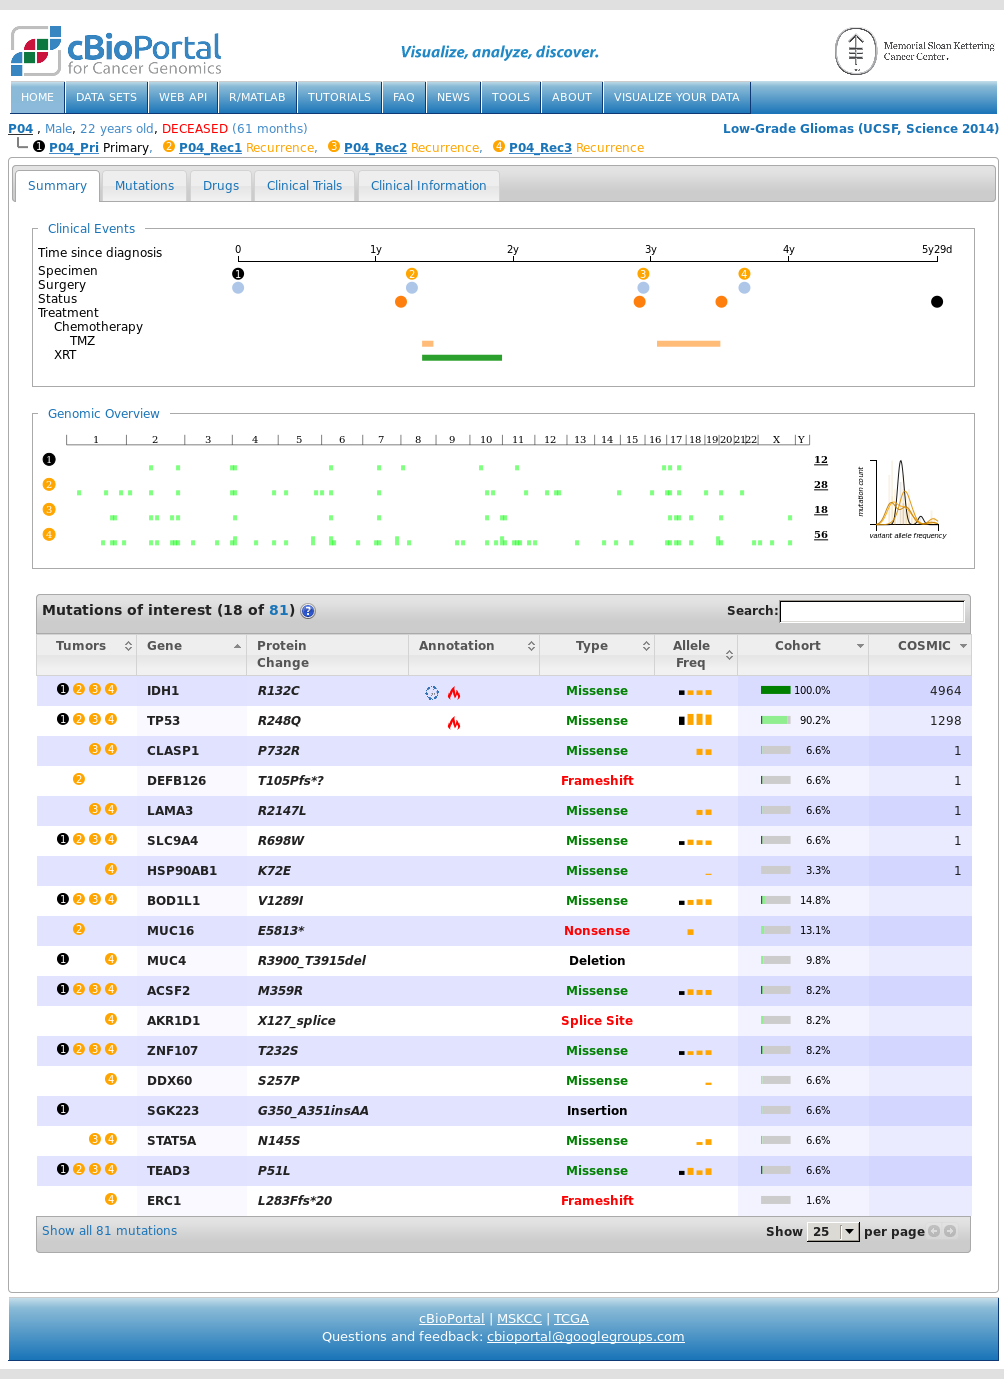 cBioPortal
for Cancer Genomics
Visualize, analyze, discover.
Memorial Sloan Kettering
Cancer Center.
HOME DATA SETS WEB API R/MATLAB TUTORIALS FAQ NEWS TOOLS ABOUT VISUALIZE YOUR DATA
P04 , Male, 22 years old, DECEASED (61 months) Low-Grade Gliomas (UCSF, Science 2014)
1 P04_Pri Primary, 2 P04_Rec1 Recurrence, 3 P04_Rec2 Recurrence, 4 P04_Rec3 Recurrence
Summary Mutations Drugs Clinical Trials Clinical Information
Clinical Events
Time since diagnosis 0 1y 2y 3y 4y 5y29d
Specimen 1 2 3 4
Surgery
Status
Treatment
Chemotherapy
TMZ
XRT
Genomic Overview
1 2 3 4 5 6 7 8 9 10 11 12 13 14 15 16 17 18 19 20 21 22 X Y
1 12
2 28
3 18
4 56
mutation count
variant allele frequency
Mutations of interest (18 of 81) ? Search:
Tumors Gene Protein Change Annotation Type Allele Freq Cohort COSMIC
1 2 3 4 IDH1 R132C Missense 100.0% 4964
1 2 3 4 TP53 R248Q Missense 90.2% 1298
3 4 CLASP1 P732R Missense 6.6% 1
2 DEFB126 T105Pfs*? Frameshift 6.6% 1
3 4 LAMA3 R2147L Missense 6.6% 1
1 2 3 4 SLC9A4 R698W Missense 6.6% 1
4 HSP90AB1 K72E Missense 3.3% 1
1 2 3 4 BOD1L1 V1289I Missense 14.8%
2 MUC16 E5813* Nonsense 13.1%
1 4 MUC4 R3900_T3915del Deletion 9.8%
1 2 3 4 ACSF2 M359R Missense 8.2%
4 AKR1D1 X127_splice Splice Site 8.2%
1 2 3 4 ZNF107 T232S Missense 8.2%
4 DDX60 S257P Missense 6.6%
1 SGK223 G350_A351insAA Insertion 6.6%
3 4 STAT5A N145S Missense 6.6%
1 2 3 4 TEAD3 P51L Missense 6.6%
4 ERC1 L283Ffs*20 Frameshift 1.6%
Show all 81 mutations Show 25 per page
cBioPortal | MSKCC | TCGA
Questions and feedback: cbioportal@googlegroups.com